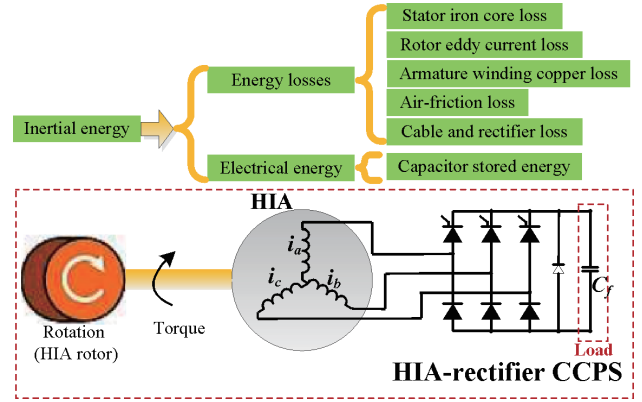 Stator iron core loss
Rotor eddy current loss
Energy losses
Armature winding copper loss
Air-friction loss
Inertial energy
Cable and rectifier loss
Electrical energy
Capacitor stored energy
HIA
ia
ic
ib
Cf
Rotation
(HIA rotor)
Torque
Load
HIA-rectifier CCPS